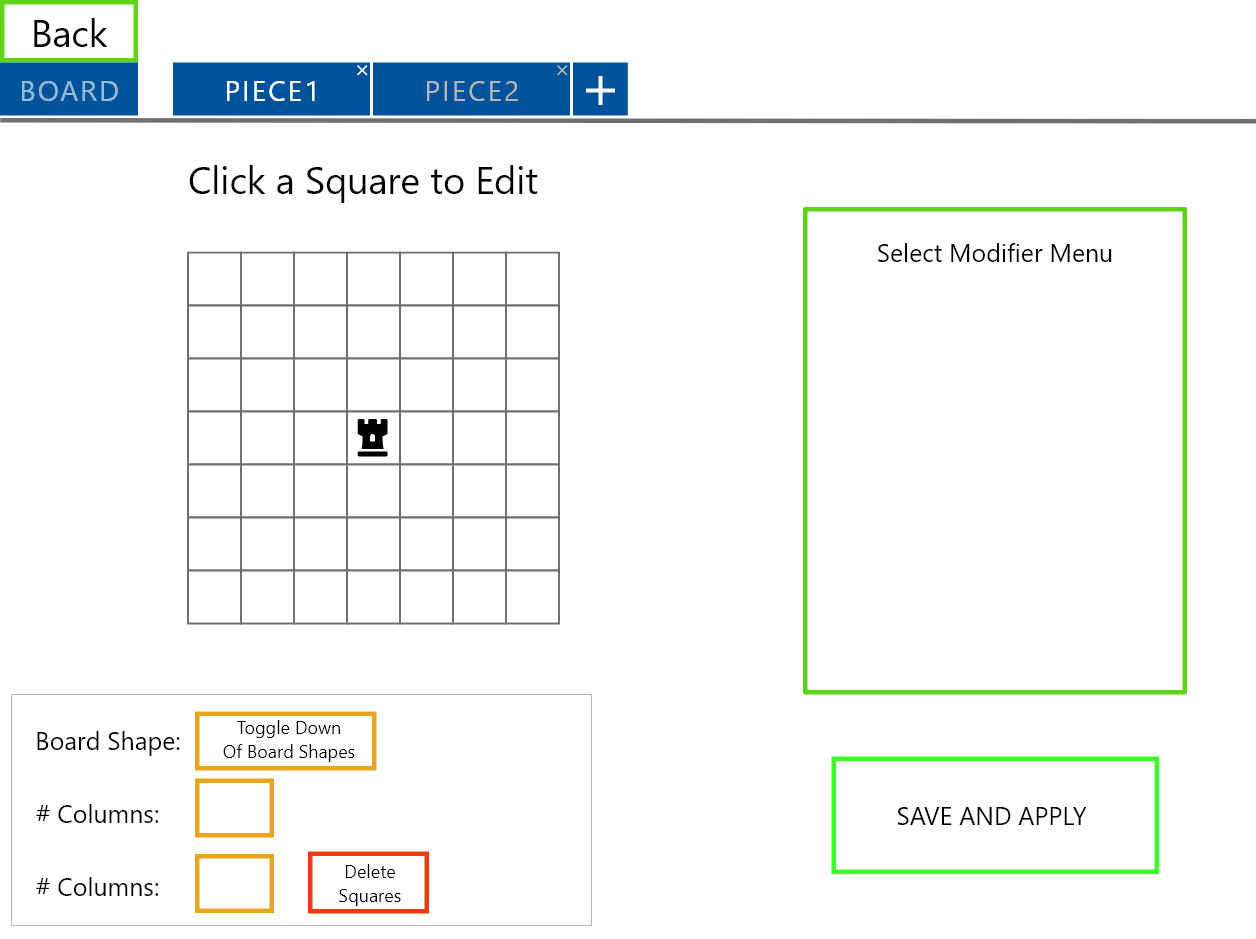 Back
BOARD
PIECE1
PIECE2
Click a Square to Edit
Select Modifier Menu
Board Shape:
Toggle Down
Of Board Shapes
# Columns:
# Columns:
Delete
Squares
SAVE AND APPLY